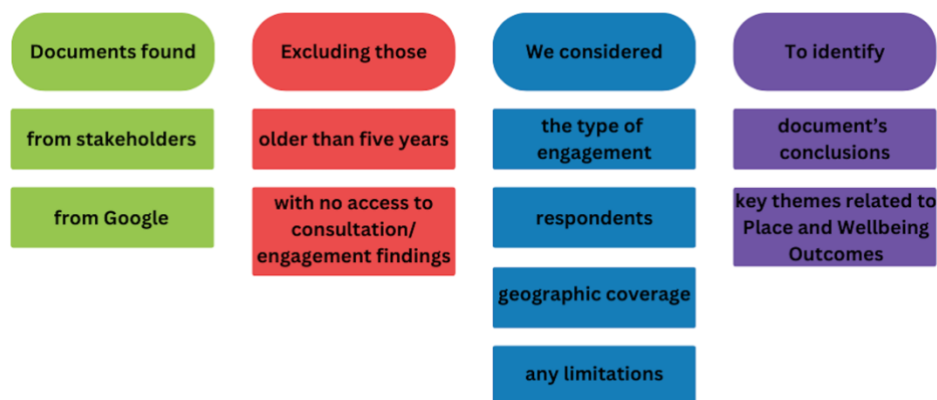 Documents found
from stakeholders
from Google
Excluding those
older than five years
with no access to
consultation/
engagement findings
We considered
the type of
engagement
respondents
geographic coverage
any limitations
To identify
document's
conclusions
key themes related to
Place and Wellbeing
Outcomes